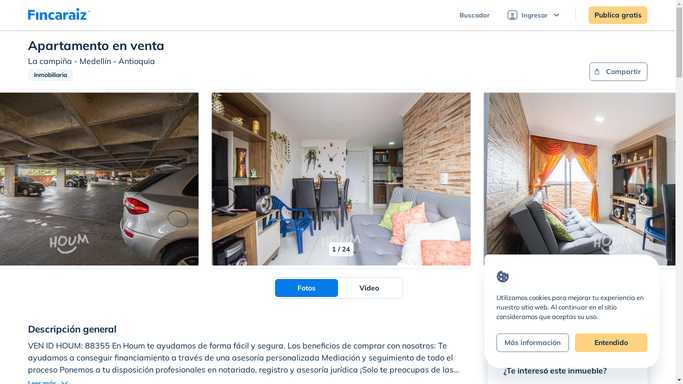 Fincaraiz
Buscador
Ingresar
Publica gratis
Apartamento en venta
La campiña - Medellín - Antioquia
Inmobiliaria
Compartir
HOUM
HOUM
HOUM
1 / 24
Fotos
Video
Utilizamos cookies para mejorar tu experiencia en
nuestro sitio web. Al continuar en el sitio
consideramos que aceptas su uso.
Más información
Entendido
Descripción general
VEN ID HOUM: 88355 En Houm te ayudamos de forma fácil y segura. Los beneficios de comprar con nosotros: Te
ayudamos a conseguir financiamiento a través de una asesoría personalizada Mediación y seguimiento de todo el
proceso Ponemos a tu disposición profesionales en notariado, registro y asesoría jurídica ¡Solo te preocupas de las...
Leer más
¿Te interesó este inmueble?